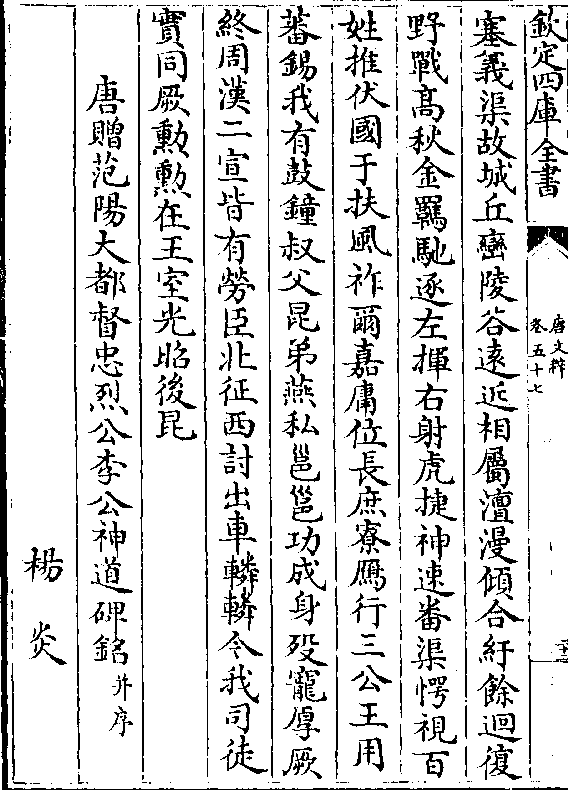 欽定四庫全書
唐文粹
卷五十七
塞義渠故城丘巒陵谷遠近相屬澶漫傾合紆餘迴復
野戰高秋金羈馳逐左揮右射虎捷神速番渠愕視百
姓推伏國于扶風祚爾嘉庸位長庶寮鴈行三公王用
蕃錫我有鼓鐘叔父昆弟燕私邕邕功成身殁寵厚厥
終周漢二宣皆有勞臣北征西討出車轔轔今我司徒
實同厥勲勲在王室光昭後昆
唐贈范陽大都督忠烈公李公神道碑銘并序
楊炎